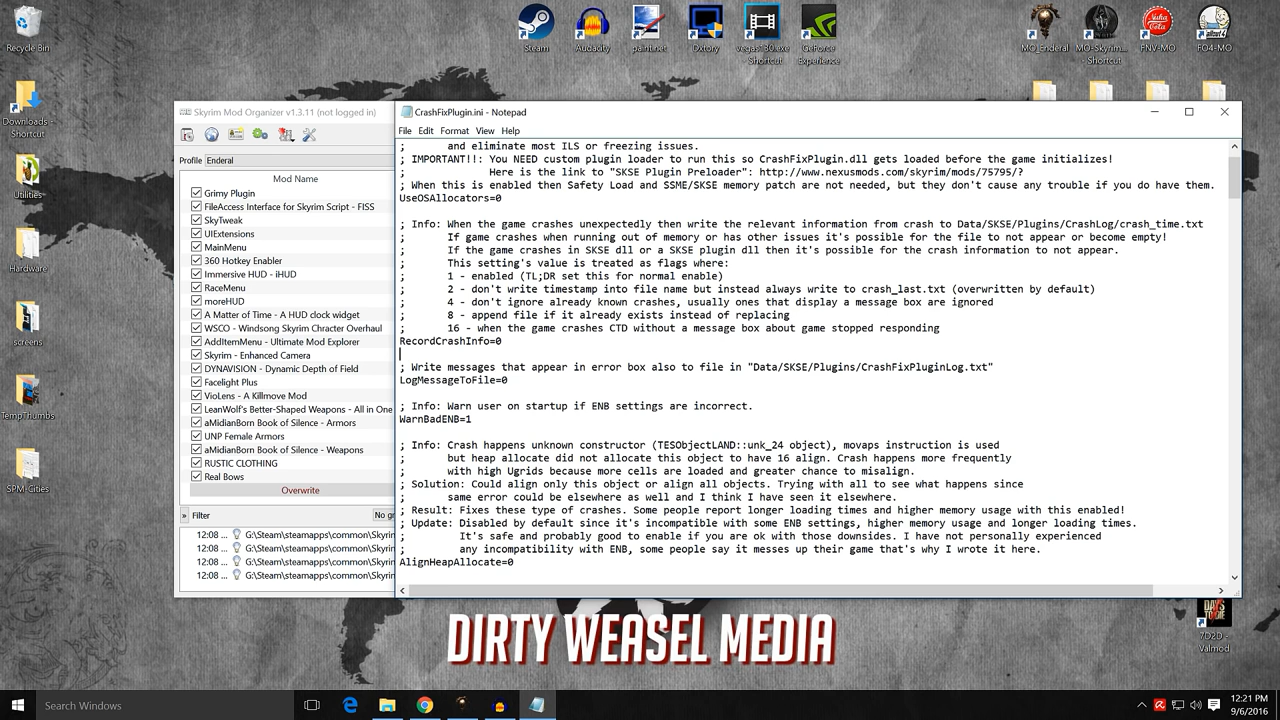 Recycle Bin
Steam
Audacity
paint.net
Dxtory
vegas130.exe - Shortcut
GeForce Experience
MO_Enderal
MO-Skyrim... - Shortcut
FNV-MO
FO4-MO
Downloads - Shortcut
Utilities-
Hardware
screens
TempThumbs
SPM-Cities
Skyrim Mod Organizer v1.3.11 (not logged in)
Profile Enderal
Mod Name
Grimy Plugin
FileAccess Interface for Skyrim Script - FISS
SkyTweak
UIExtensions
MainMenu
360 Hotkey Enabler
Immersive HUD - iHUD
RaceMenu
moreHUD
A Matter of Time - A HUD clock widget
WSCO - Windsong Skyrim Chracter Overhaul
AddItemMenu - Ultimate Mod Explorer
Skyrim - Enhanced Camera
DYNAVISION - Dynamic Depth of Field
Facelight Plus
VioLens - A Killmove Mod
LeanWolf's Better-Shaped Weapons - All in One
aMidianBorn Book of Silence - Armors
UNP Female Armors
aMidianBorn Book of Silence - Weapons
RUSTIC CLOTHING
Real Bows
Overwrite
» Filter
No gr
12:08 ... G:\Steam\steamapps\common\Skyrin
12:08 ... G:\Steam\steamapps\common\Skyrin
12:08 ... G:\Steam\steamapps\common\Skyrin
12:08 ... G:\Steam\steamapps\common\Skyrin
CrashFixPlugin.ini - Notepad
File Edit Format View Help
; and eliminate most ILS or freezing issues.
; IMPORTANT!!: You NEED custom plugin loader to run this so CrashFixPlugin.dll gets loaded before the game initializes!
; Here is the link to "SKSE Plugin Preloader": http://www.nexusmods.com/skyrim/mods/75795/?
; When this is enabled then Safety Load and SSME/SKSE memory patch are not needed, but they don't cause any trouble if you do have them.
UseOSAllocators=0
; Info: When the game crashes unexpectedly then write the relevant information from crash to Data/SKSE/Plugins/CrashLog/crash_time.txt
; If game crashes when running out of memory or has other issues it's possible for the file to not appear or become empty!
; If the game crashes in SKSE dll or a SKSE plugin dll then it's possible for the crash information to not appear.
; This setting's value is treated as flags where:
; 1 - enabled (TL;DR set this for normal enable)
; 2 - don't write timestamp into file name but instead always write to crash_last.txt (overwritten by default)
; 4 - don't ignore already known crashes, usually ones that display a message box are ignored
; 8 - append file if it already exists instead of replacing
; 16 - when the game crashes CTD without a message box about game stopped responding
RecordCrashInfo=0
; Write messages that appear in error box also to file in "Data/SKSE/Plugins/CrashFixPluginLog.txt"
LogMessageToFile=0
; Info: Warn user on startup if ENB settings are incorrect.
WarnBadENB=1
; Info: Crash happens unknown constructor (TESObjectLAND::unk_24 object), movaps instruction is used
; but heap allocate did not allocate this object to have 16 align. Crash happens more frequently
; with high Ugrids because more cells are loaded and greater chance to misalign.
; Solution: Could align only this object or align all objects. Trying with all to see what happens since
; same error could be elsewhere as well and I think I have seen it elsewhere.
; Result: Fixes these type of crashes. Some people report longer loading times and higher memory usage with this enabled!
; Update: Disabled by default since it's incompatible with some ENB settings, higher memory usage and longer loading times.
; It's safe and probably good to enable if you are ok with those downsides. I have not personally experienced
; any incompatibility with ENB, some people say it messes up their game that's why I wrote it here.
AlignHeapAllocate=0
DIRTY WEASEL MEDIA
DAYS TO DIE
7D2D - Valmod
Search Windows
12:21 PM
9/6/2016